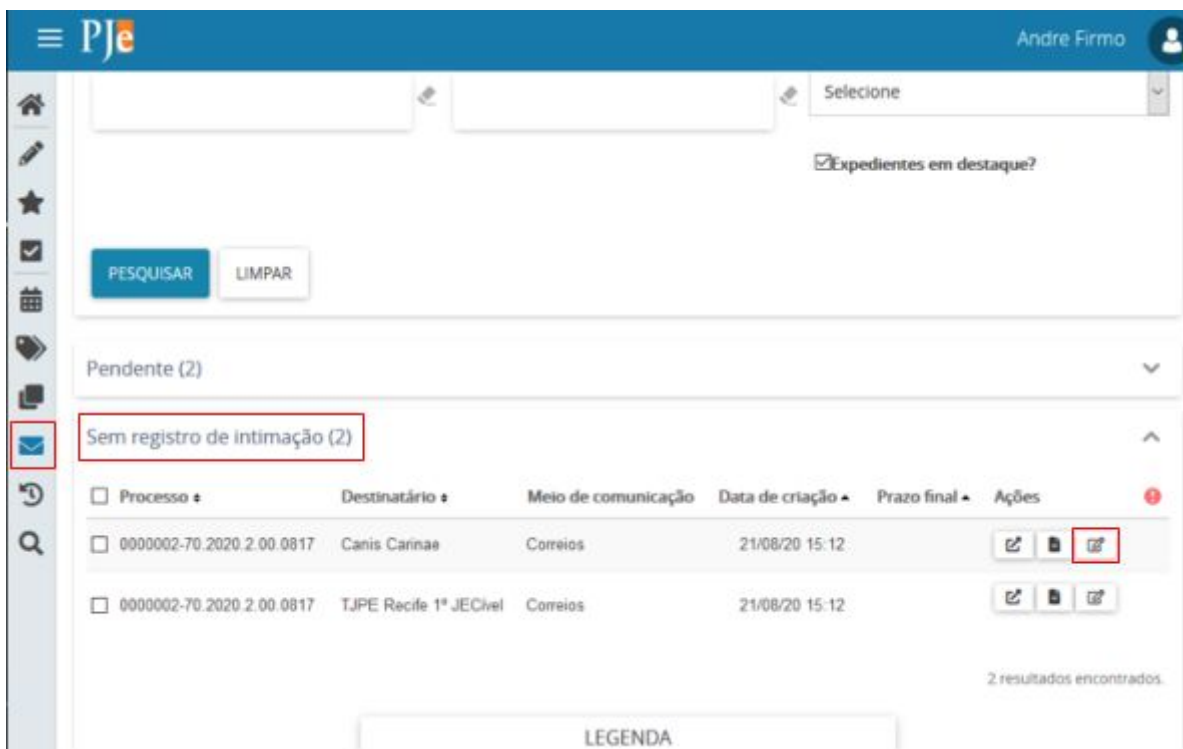 PJe
Andre Firmo
Selecione
Expedientes em destaque?
PESQUISAR LIMPAR
Pendente (2)
Sem registro de intimação (2)
Processo Destinatário Meio de comunicação Data de criação Prazo final Ações
0000002-70.2020.2.00.0817 Canis Carinae Correios 21/08/20 15:12
0000002-70.2020.2.00.0817 TJPE Recife 1º JECível Correios 21/08/20 15:12
2 resultados encontrados.
LEGENDA